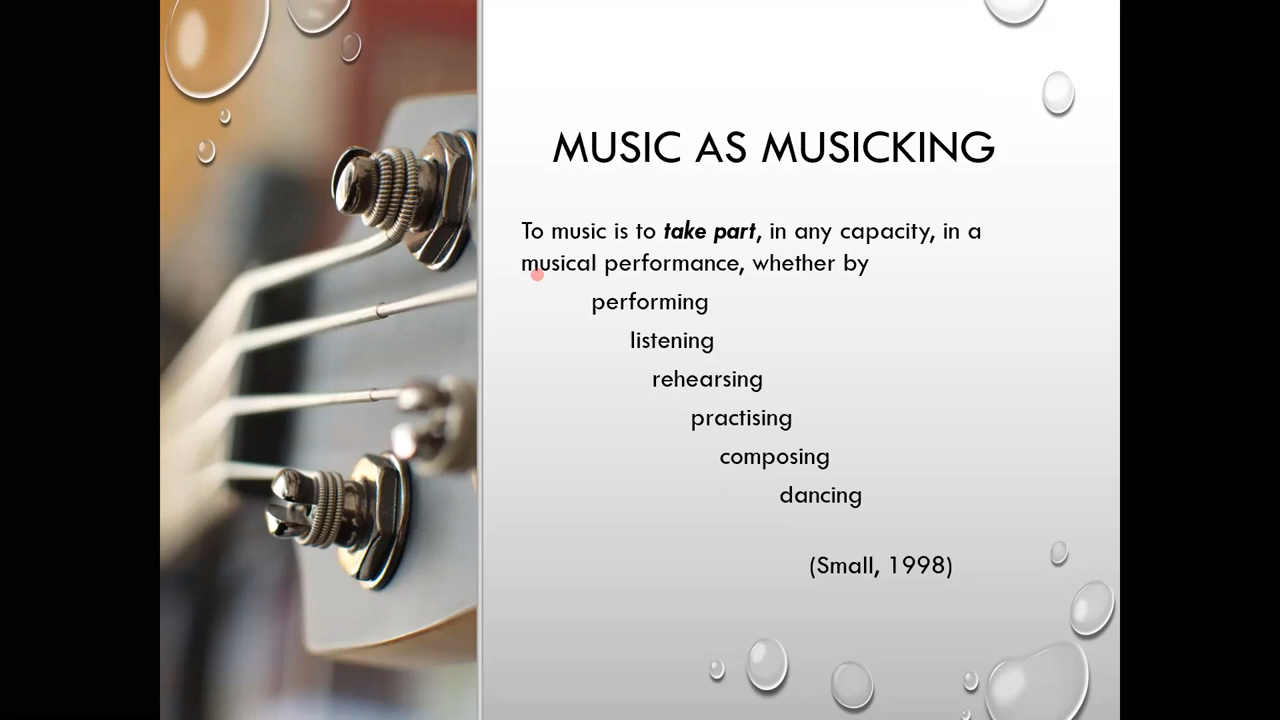 MUSIC AS MUSICKING
To music is to take part, in any capacity, in a
musical performance, whether by
performing
listening
rehearsing
practising
composing
dancing
(Small, 1998)